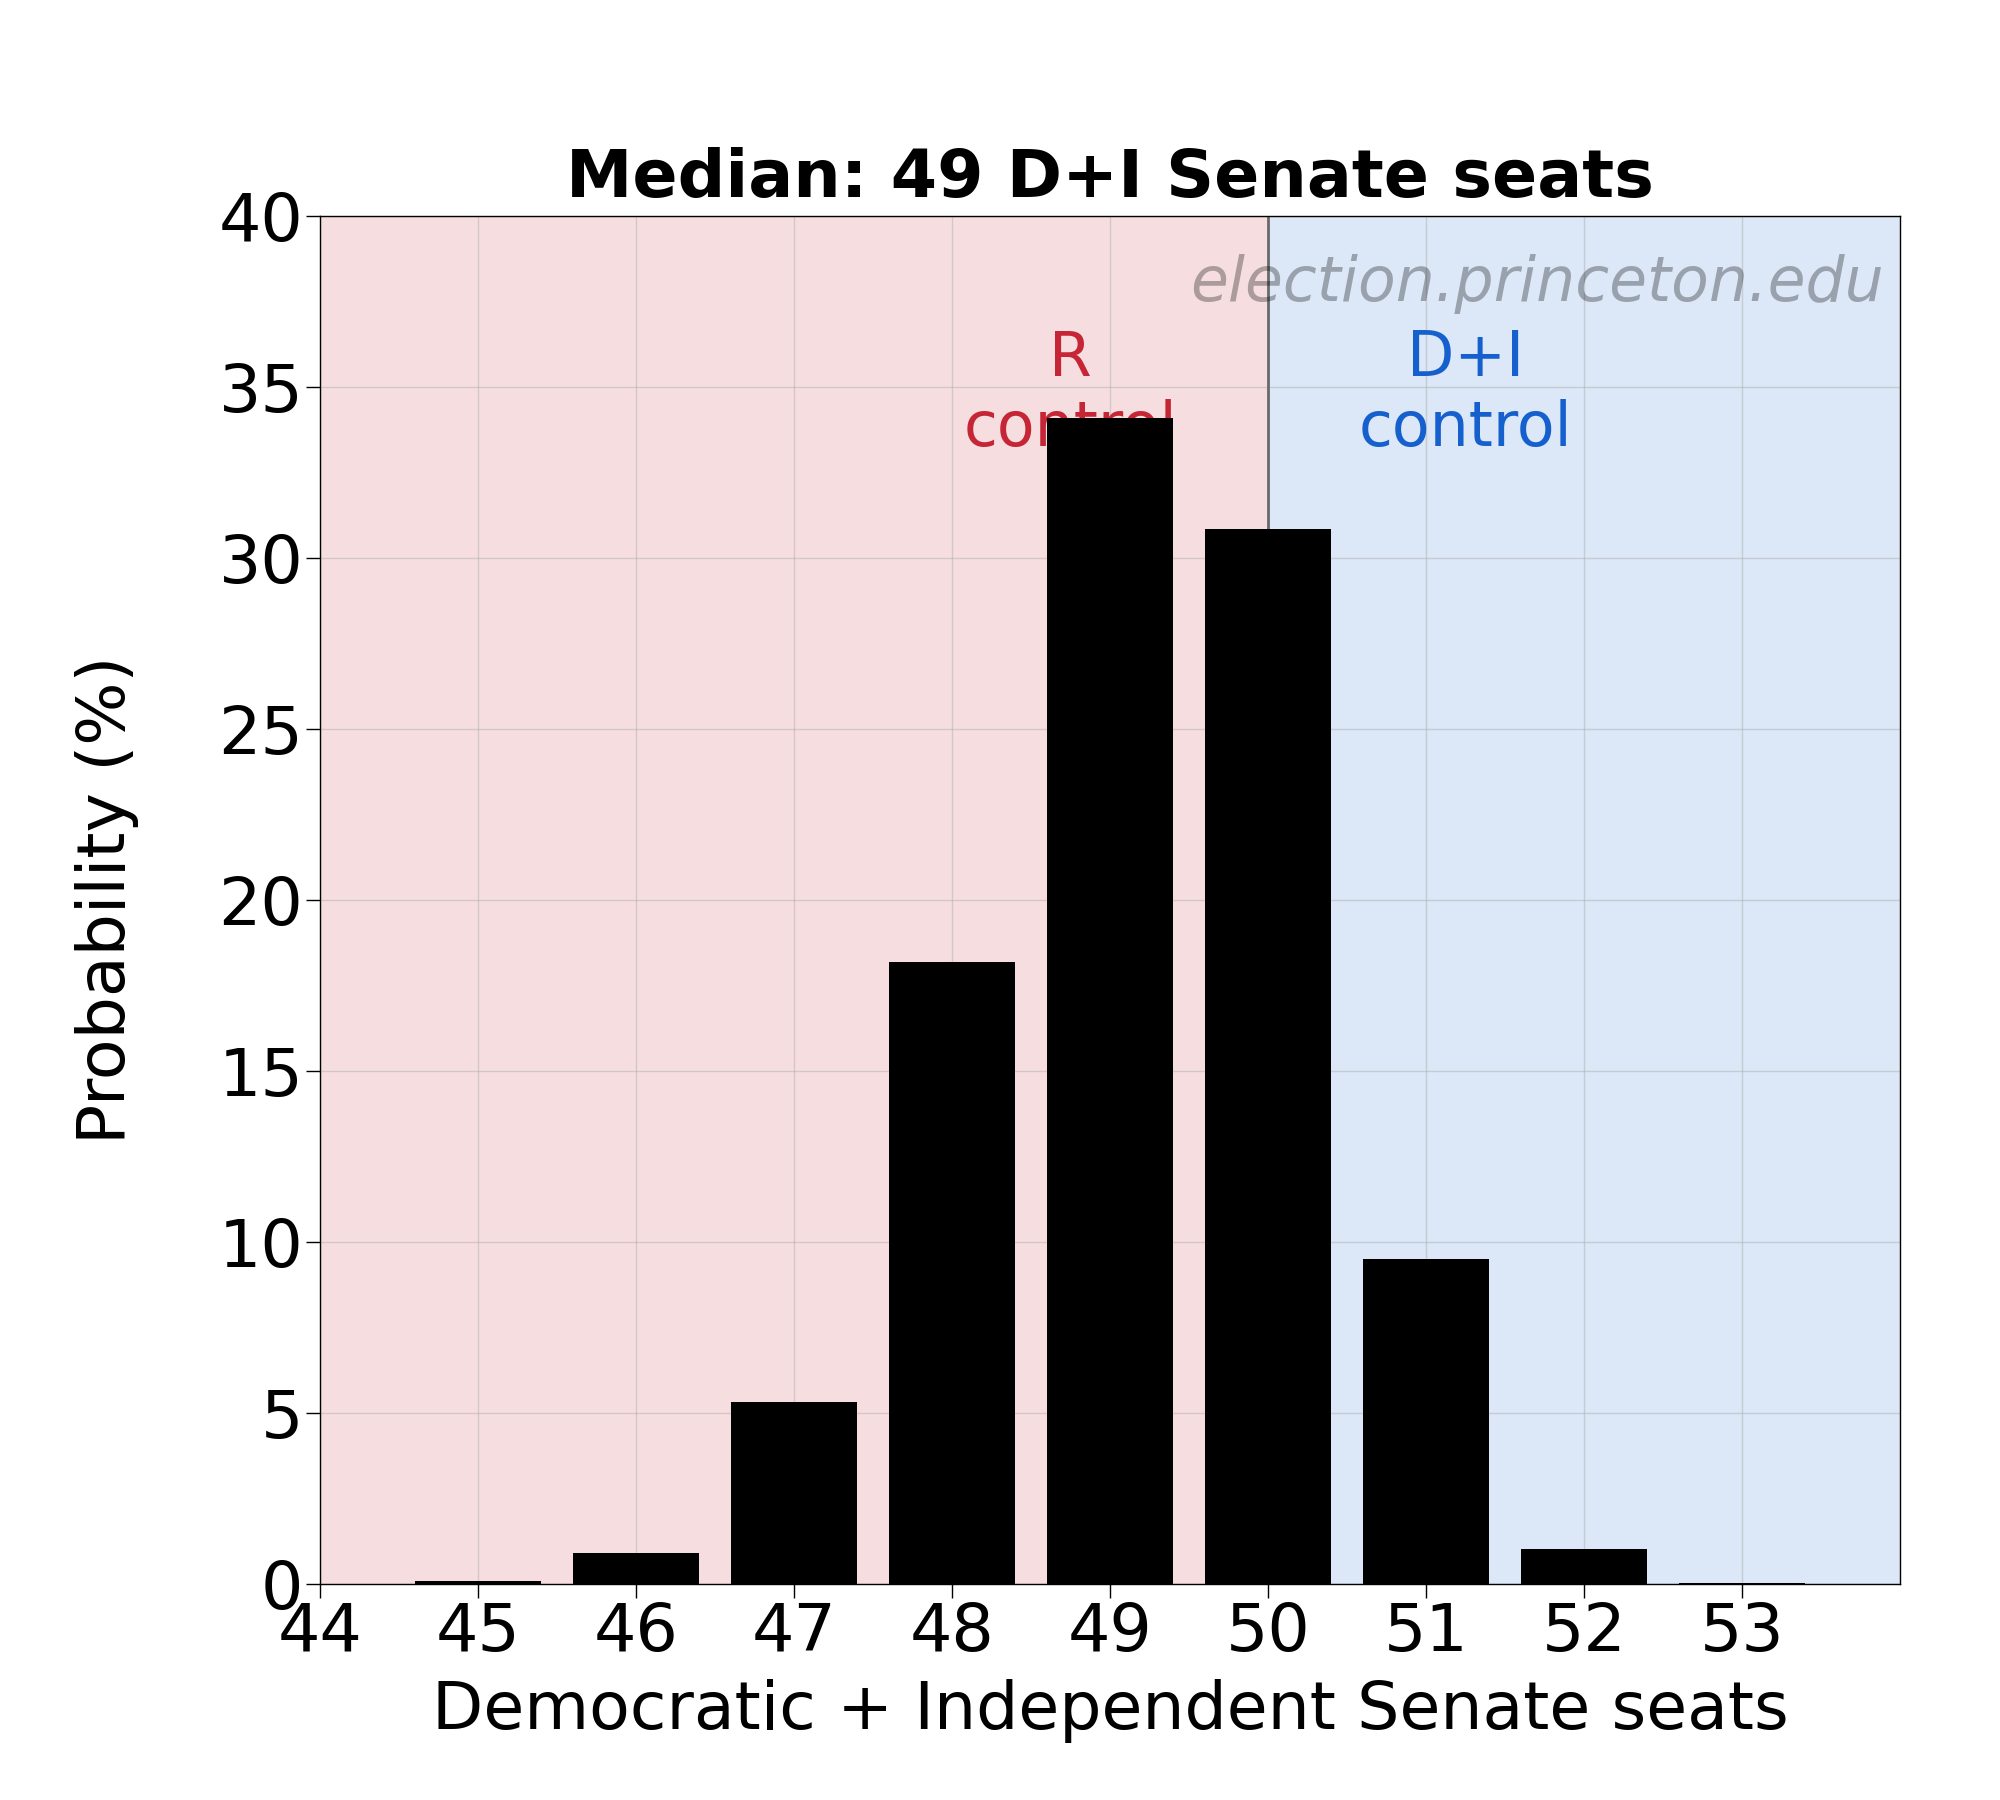 Median: 49 D+I Senate seats
election.princeton.edu
R
control
D+I
control
40
35
30
25
20
15
10
5
0
Probability (%)
44 45 46 47 48 49 50 51 52 53
Democratic + Independent Senate seats